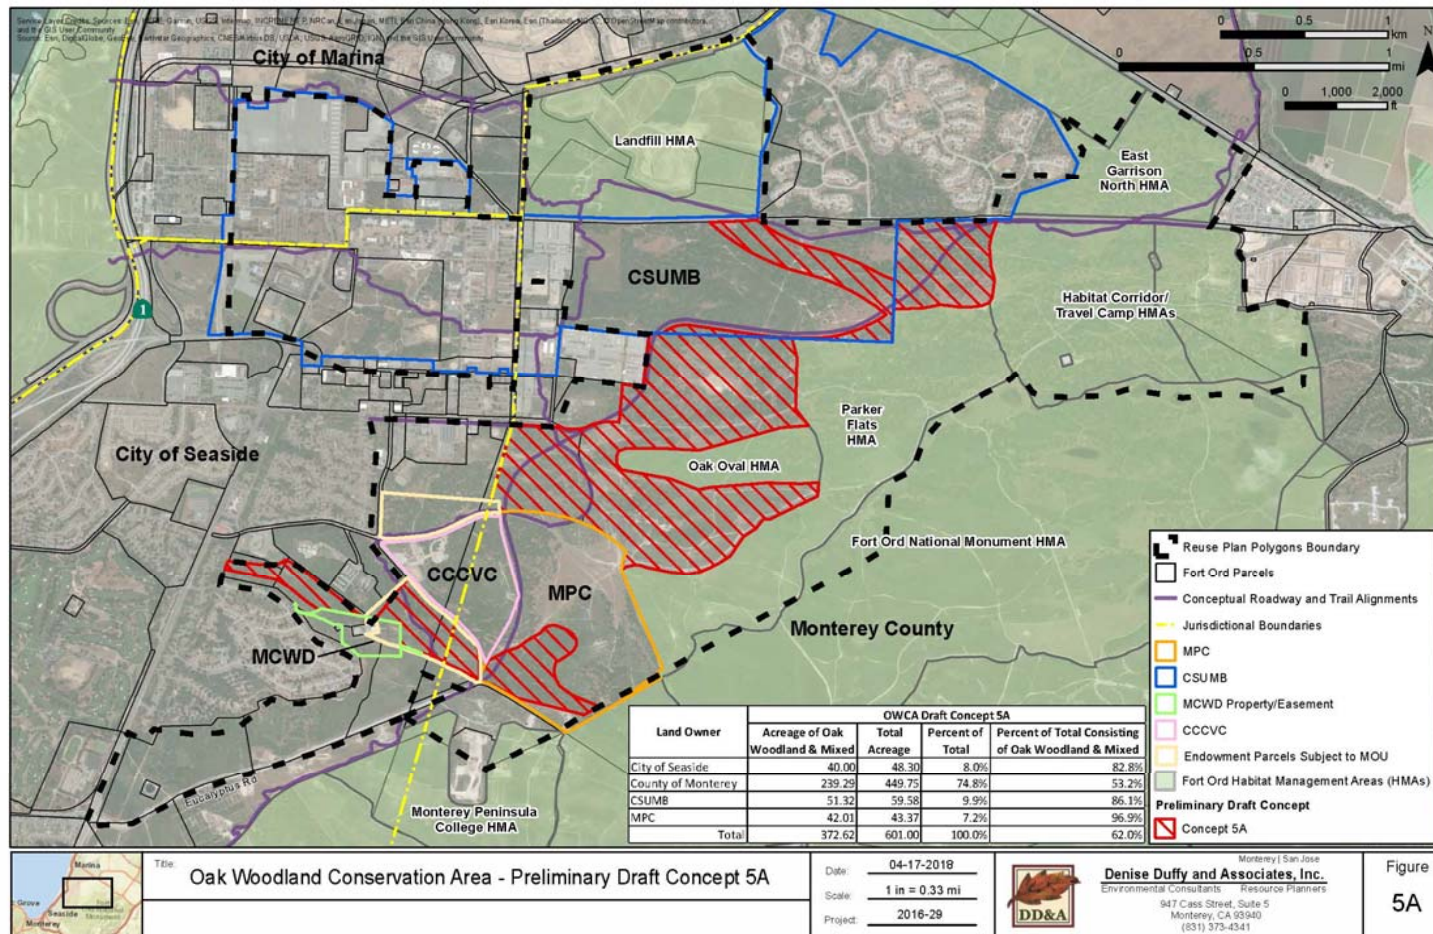 and the GIS User Community
0 0.5 1
km
0 0.5 1
mi
0 1,000 2,000
ft
N
City of Marina
Landfill HMA
East
Garrison
North HMA
CSUMB
Habitat Corridor/
Travel Camp HMAs
1
Parker
Flats
HMA
City of Seaside
Oak Oval HMA
Fort Ord National Monument HMA
CCCVC
MPC
Monterey County
MCWD
Eucalyptus Rd
Monterey Peninsula
College HMA
Reuse Plan Polygons Boundary
Fort Ord Parcels
Conceptual Roadway and Trail Alignments
Jurisdictional Boundaries
MPC
CSUMB
MCWD Property/Easement
CCCVC
Endowment Parcels Subject to MOU
Fort Ord Habitat Management Areas (HMAs)
Preliminary Draft Concept
Concept 5A
Land Owner
OWCA Draft Concept 5A
Acreage of Oak Woodland & Mixed Total Acreage Percent of Total Percent of Total Consisting of Oak Woodland & Mixed
City of Seaside 40.00 48.30 8.0% 82.8%
County of Monterey 239.29 449.75 74.8% 53.2%
CSUMB 51.32 59.58 9.9% 86.1%
MPC 42.01 43.37 7.2% 96.9%
Total 372.62 601.00 100.0% 62.0%
Marina
Grove
Seaside
Monterey
Title:
Oak Woodland Conservation Area - Preliminary Draft Concept 5A
Date: 04-17-2018
Scale: 1 in = 0.33 mi
Project: 2016-29
DD&A
Monterey | San Jose
Denise Duffy and Associates, Inc.
Environmental Consultants Resource Planners
947 Cass Street, Suite 5
Monterey, CA 93940
(831) 373-4341
Figure
5A